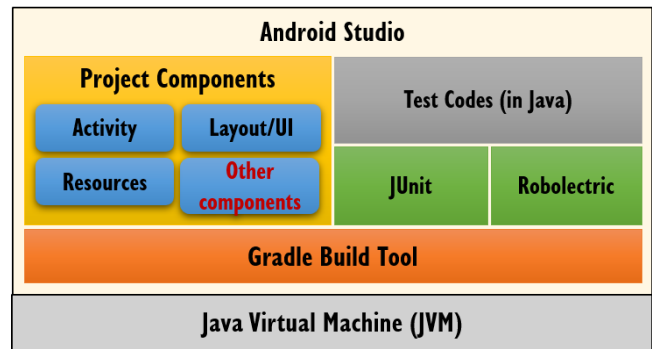 Android Studio
Project Components
Activity
Layout/UI
Resources
Other
components
Test Codes (in Java)
JUnit
Robolectric
Gradle Build Tool
Java Virtual Machine (JVM)